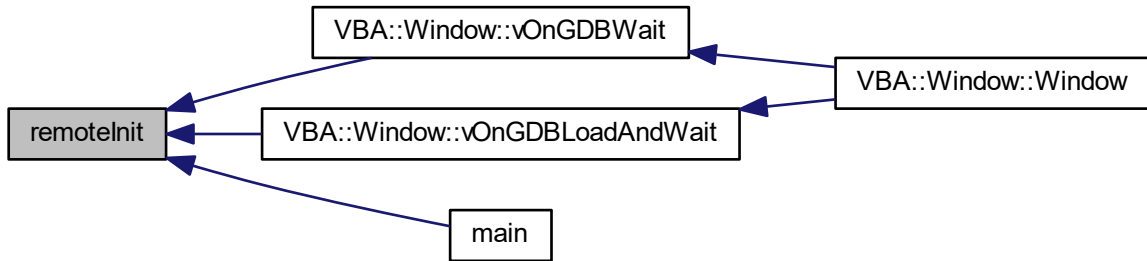 VBA::Window::vOnGDBWait
VBA::Window::Window
remoteInit
VBA::Window::vOnGDBLoadAndWait
main